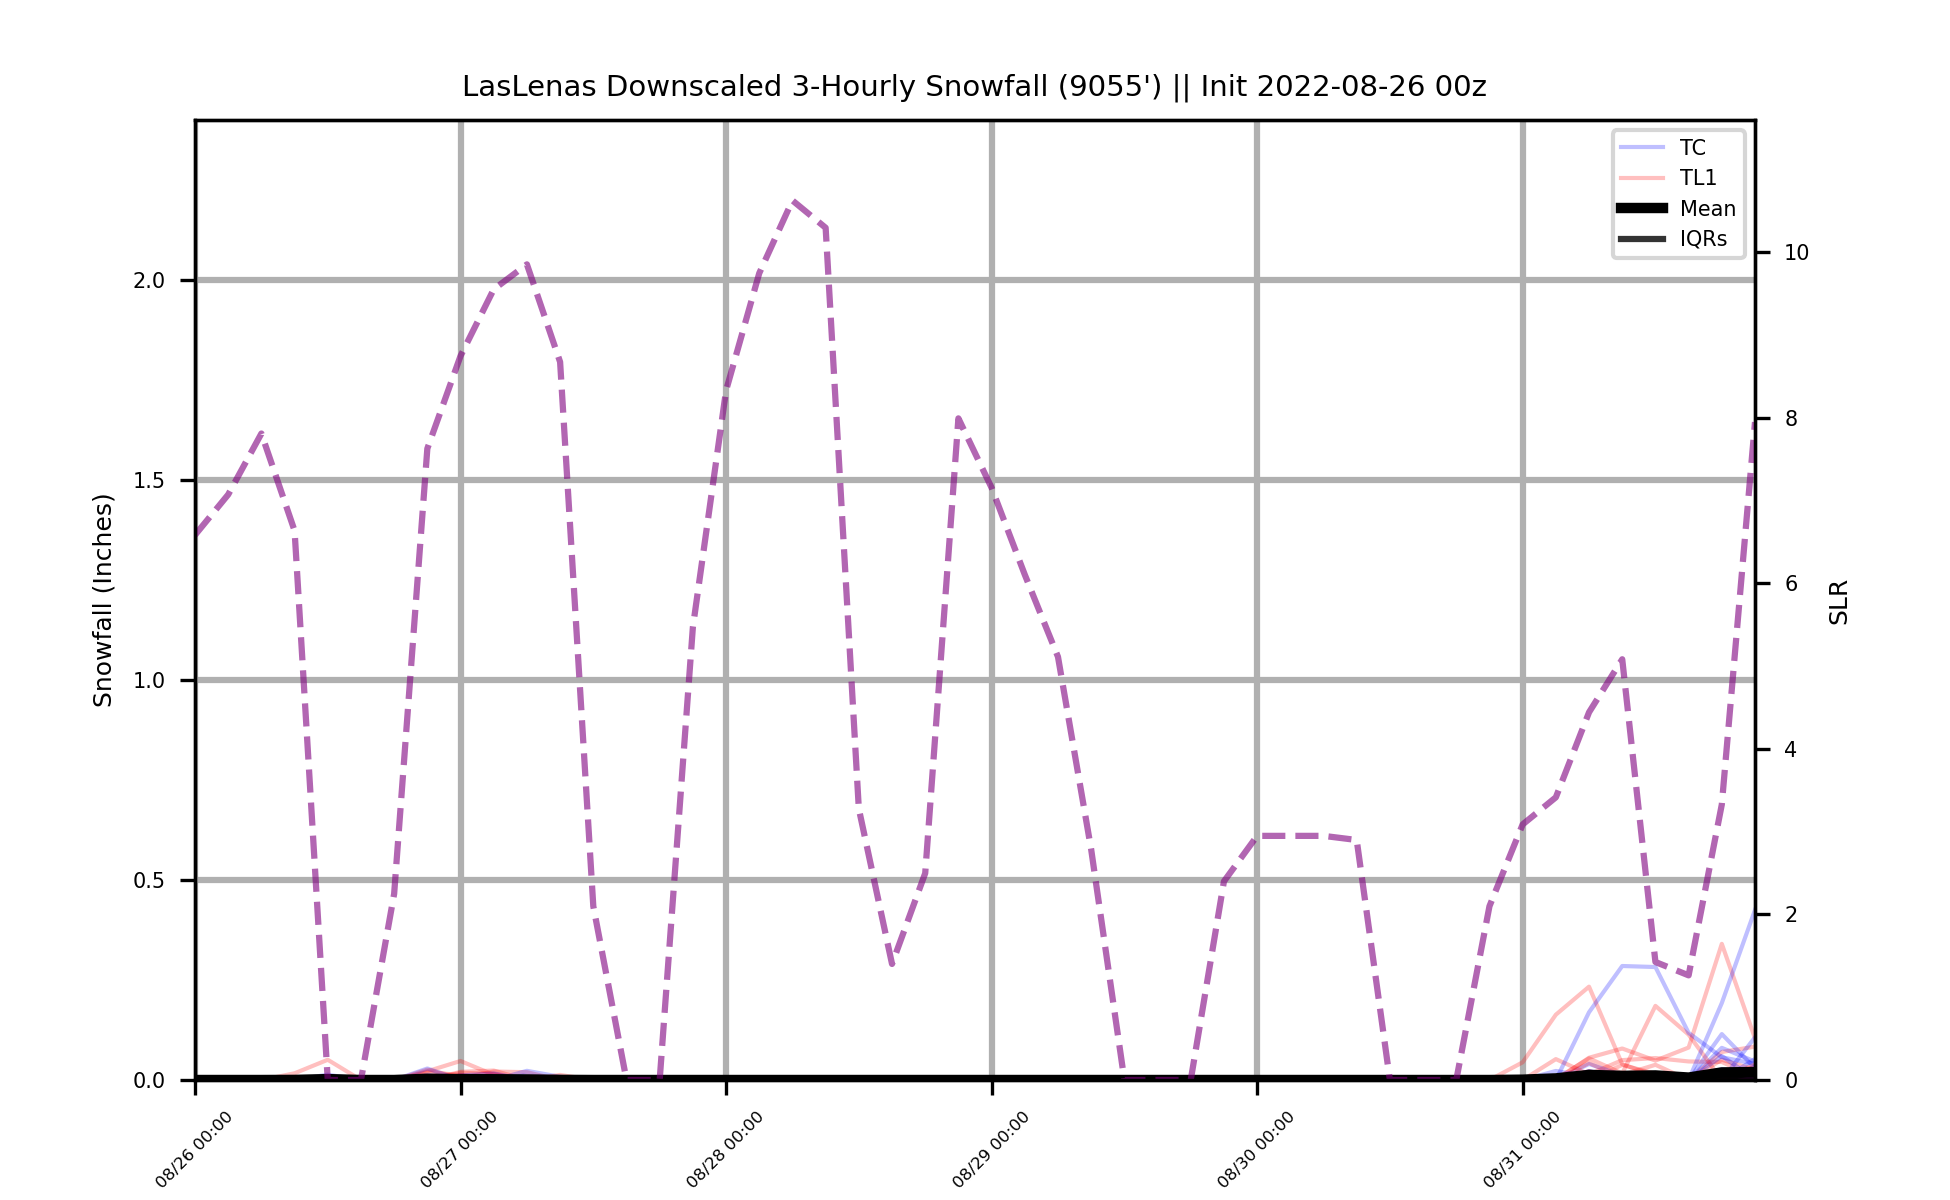 LasLenas Downscaled 3-Hourly Snowfall (9055') || Init 2022-08-26 00z
TC
TL1
Mean
IQRs
Snowfall (Inches)
2.0
1.5
1.0
0.5
0.0
10
8
6
4
2
0
SLR
08/26 00:00
08/27 00:00
08/28 00:00
08/29 00:00
08/30 00:00
08/31 00:00